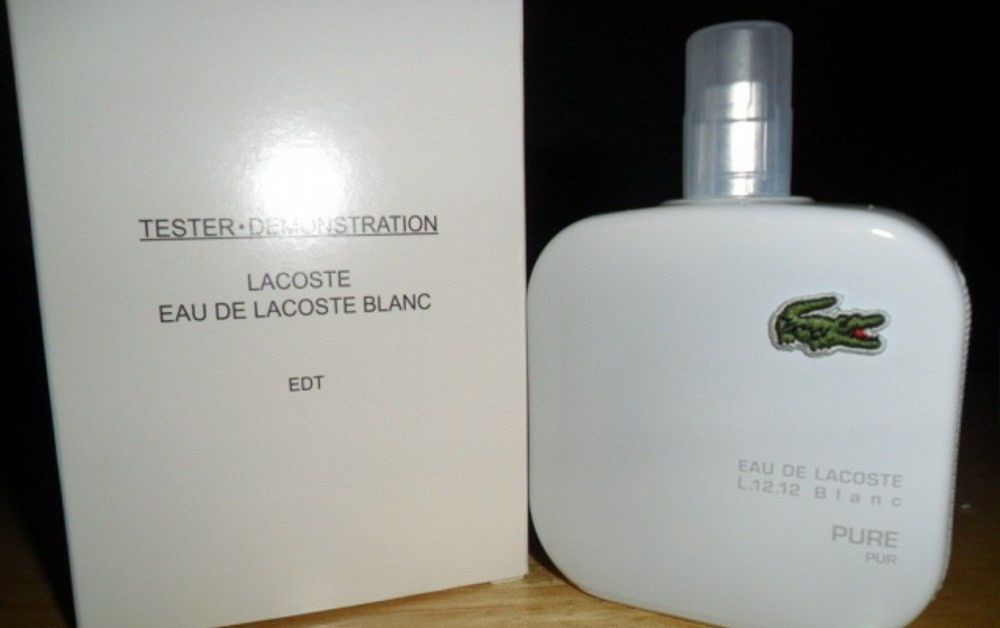 TESTER • DEMONSTRATION
LACOSTE
EAU DE LACOSTE BLANC
EDT
EAU DE LACOSTE
L.12.12 Blanc
PURE
PUR